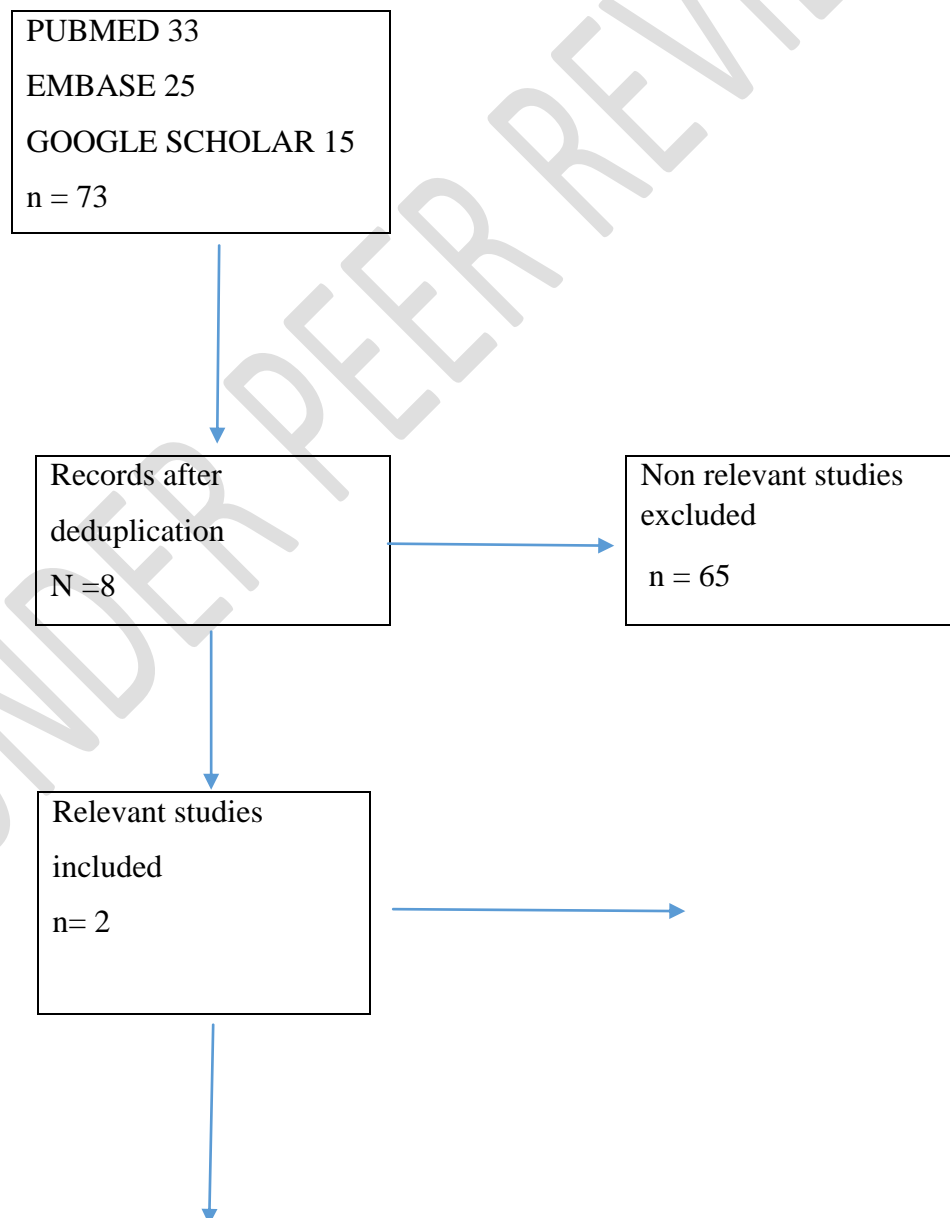 PUBMED 33
EMBASE 25
GOOGLE SCHOLAR 15
n = 73
Records after
deduplication
N =8
Non relevant studies
excluded
n = 65
Relevant studies
included
n= 2
UNDER PEER REVIE